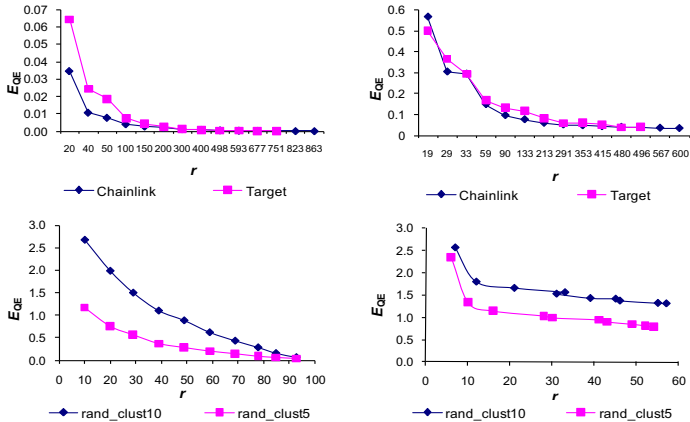 E_QE
0.07
0.06
0.05
0.04
0.03
0.02
0.01
0.00
20 40 50 100 150 200 300 400 498 593 677 751 823 863
r
Chainlink Target
E_QE
0.6
0.5
0.4
0.3
0.2
0.1
0
19 29 33 59 90 133 213 291 353 415 480 496 567 600
r
Chainlink Target
E_QE
3.0
2.5
2.0
1.5
1.0
0.5
0.0
0 10 20 30 40 50 60 70 80 90 100
r
rand_clust10 rand_clust5
E_QE
3.0
2.5
2.0
1.5
1.0
0.5
0.0
0 10 20 30 40 50 60
r
rand_clust10 rand_clust5